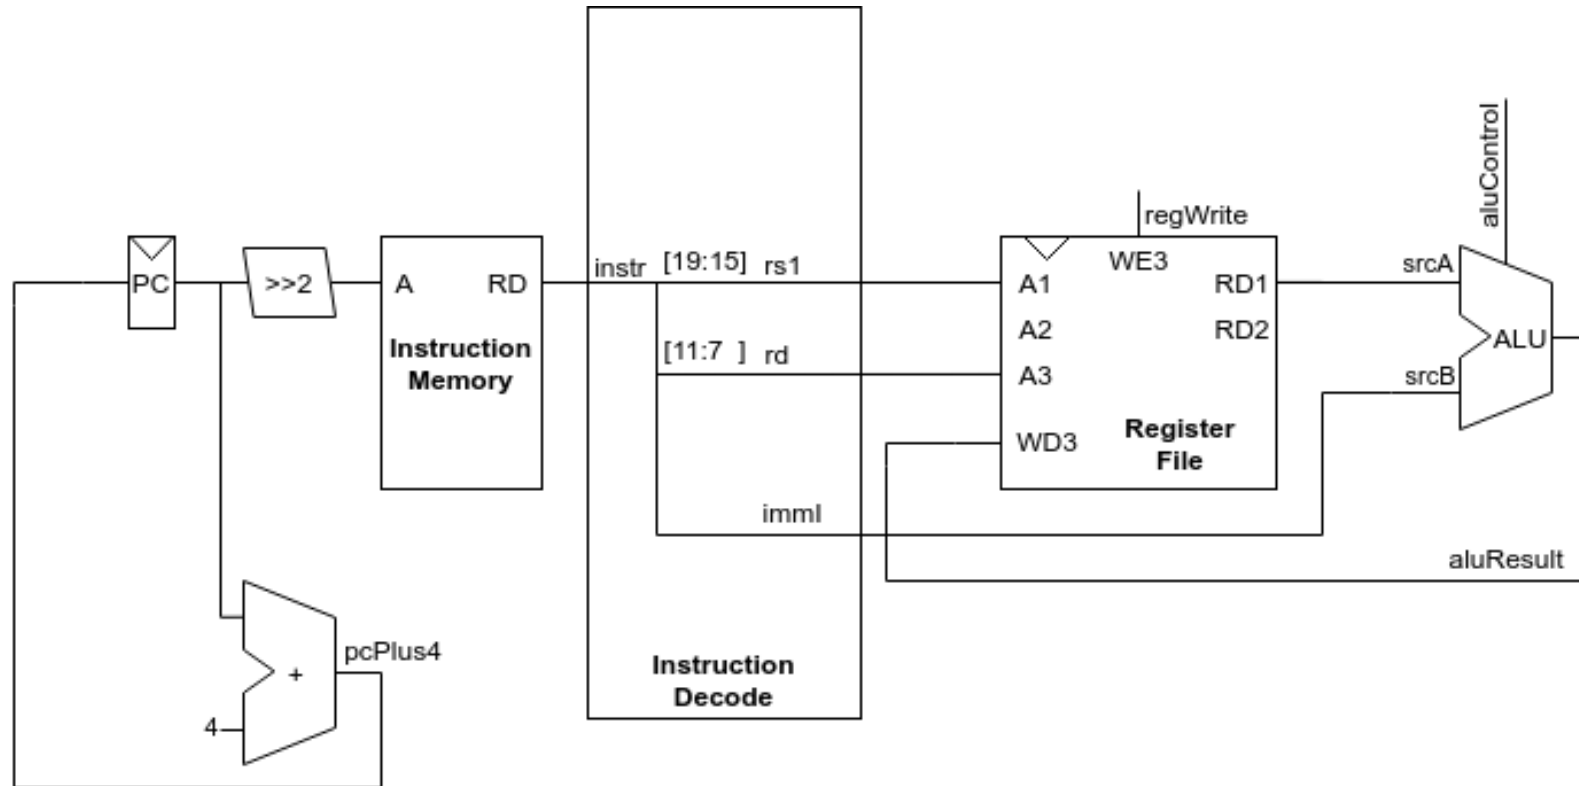 aluControl
regWrite
PC
>>2
A
RD
Instruction
Memory
instr
[19:15]
rs1
[11:7 ]
rd
immI
Instruction
Decode
WE3
A1
A2
A3
WD3
RD1
RD2
Register
File
srcA
srcB
ALU
aluResult
pcPlus4
+
4